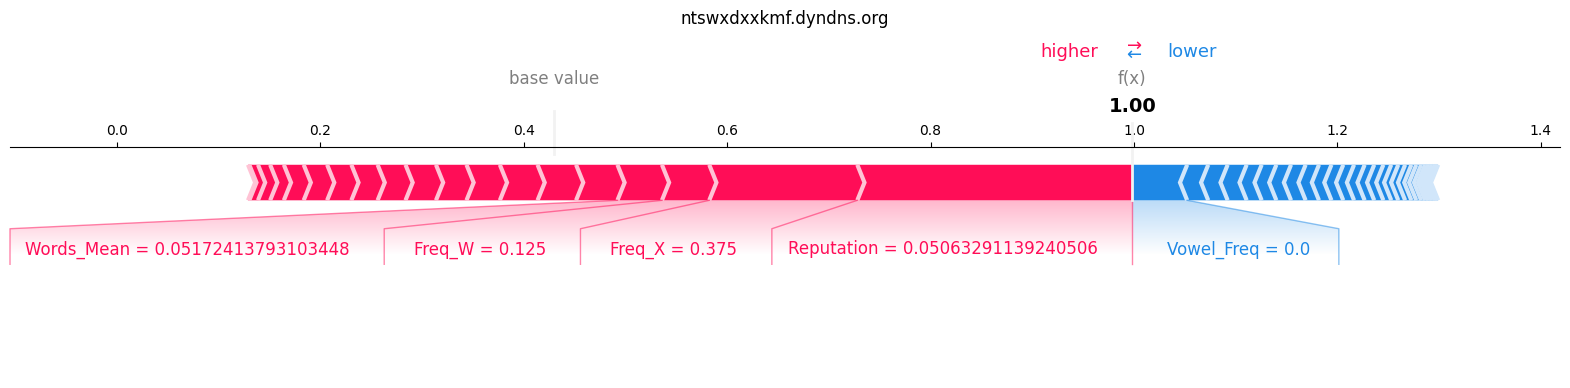 ntswxdxxkmf.dyndns.org
higher ⇄ lower
base value f(x)
1.00
0.0 0.2 0.4 0.6 0.8 1.0 1.2 1.4
Words_Mean = 0.05172413793103448 Freq_W = 0.125 Freq_X = 0.375 Reputation = 0.05063291139240506 Vowel_Freq = 0.0